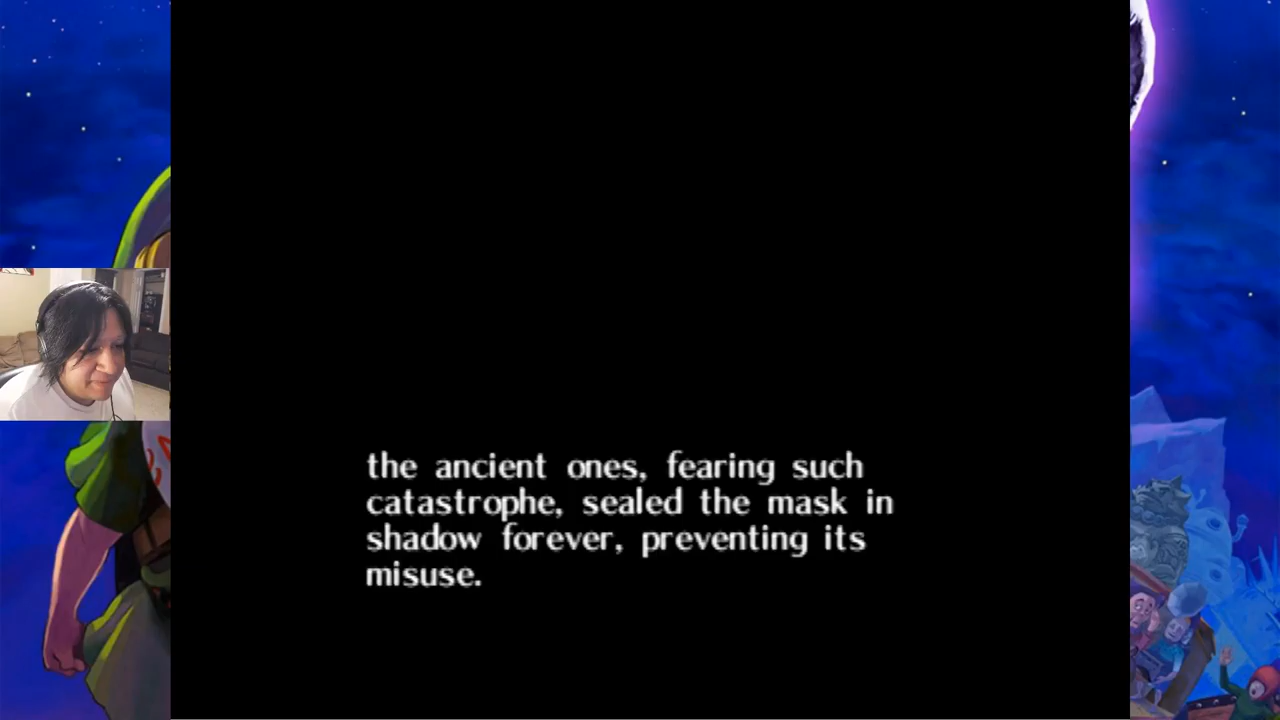 the ancient ones, fearing such
catastrophe, sealed the mask in
shadow forever, preventing its
misuse.